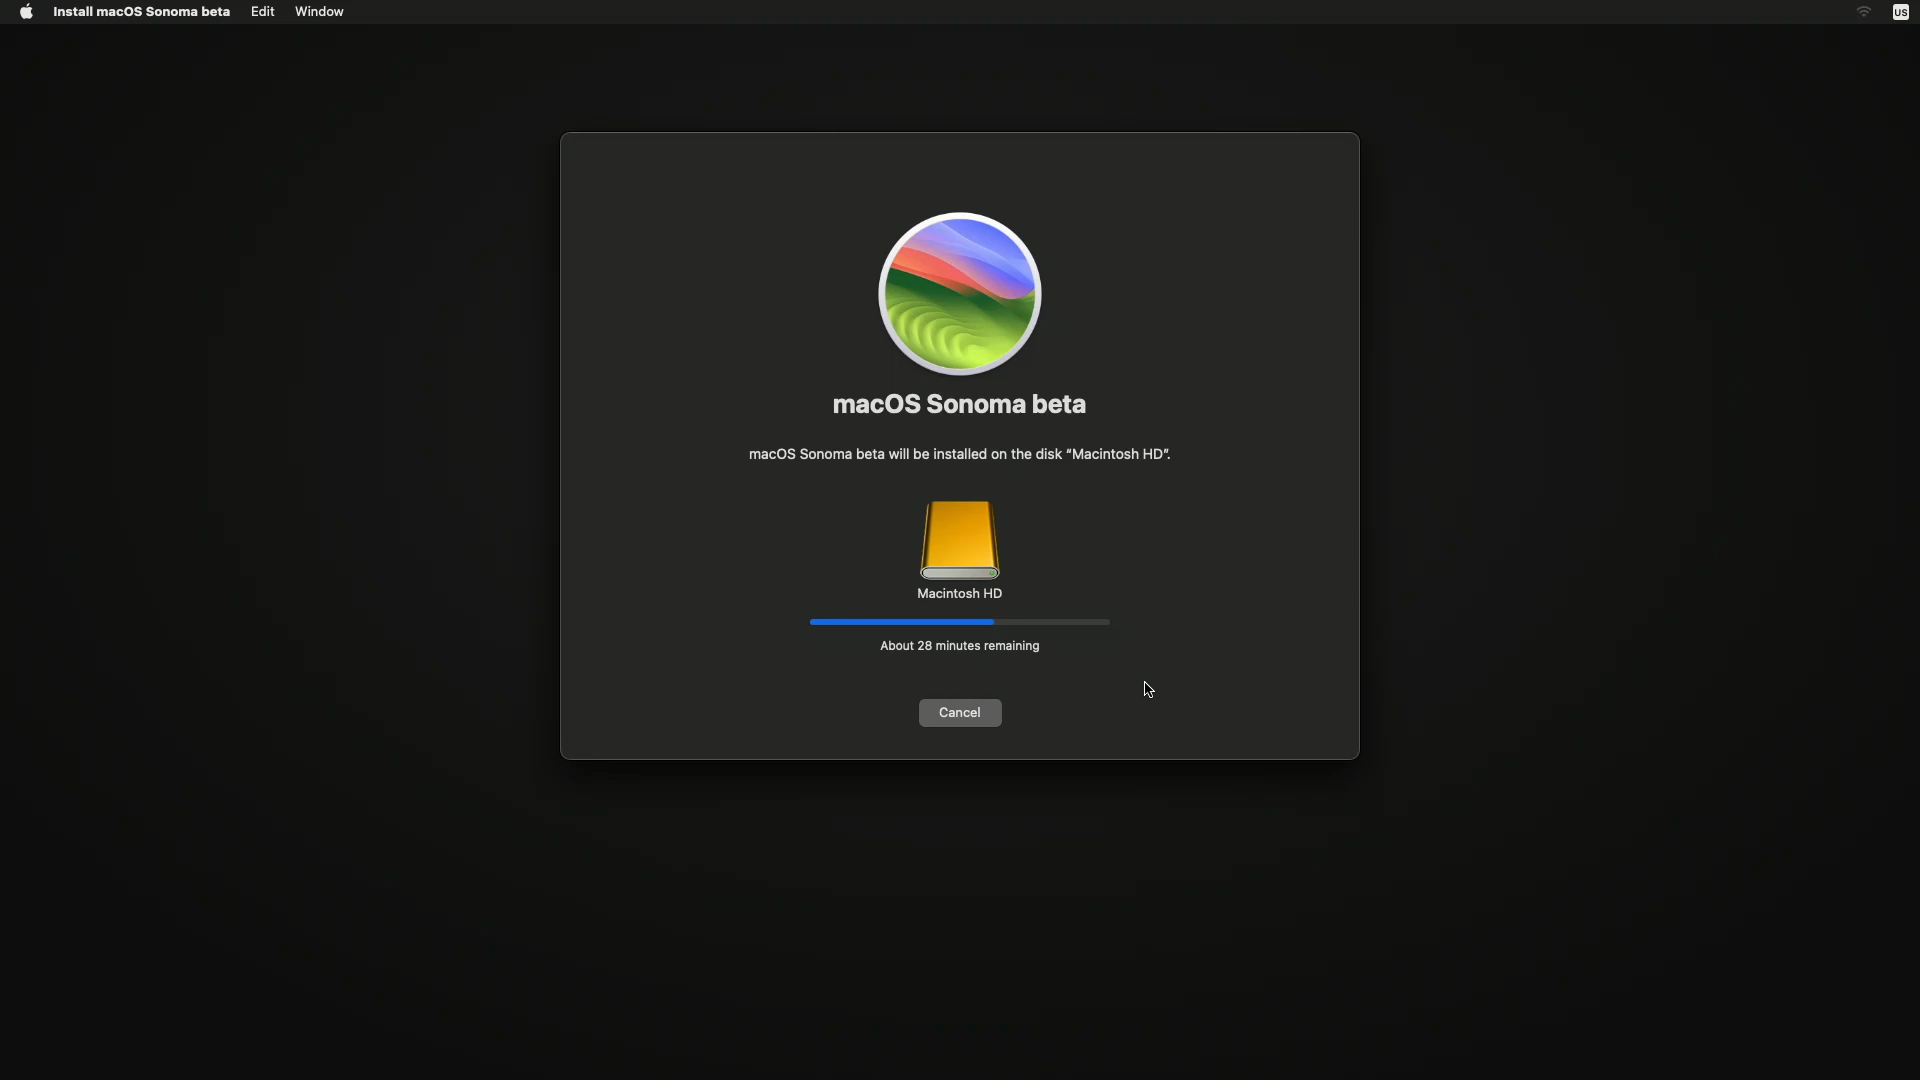 Install macOS Sonoma beta Edit Window US
macOS Sonoma beta
macOS Sonoma beta will be installed on the disk “Macintosh HD”.
Macintosh HD
About 28 minutes remaining
Cancel